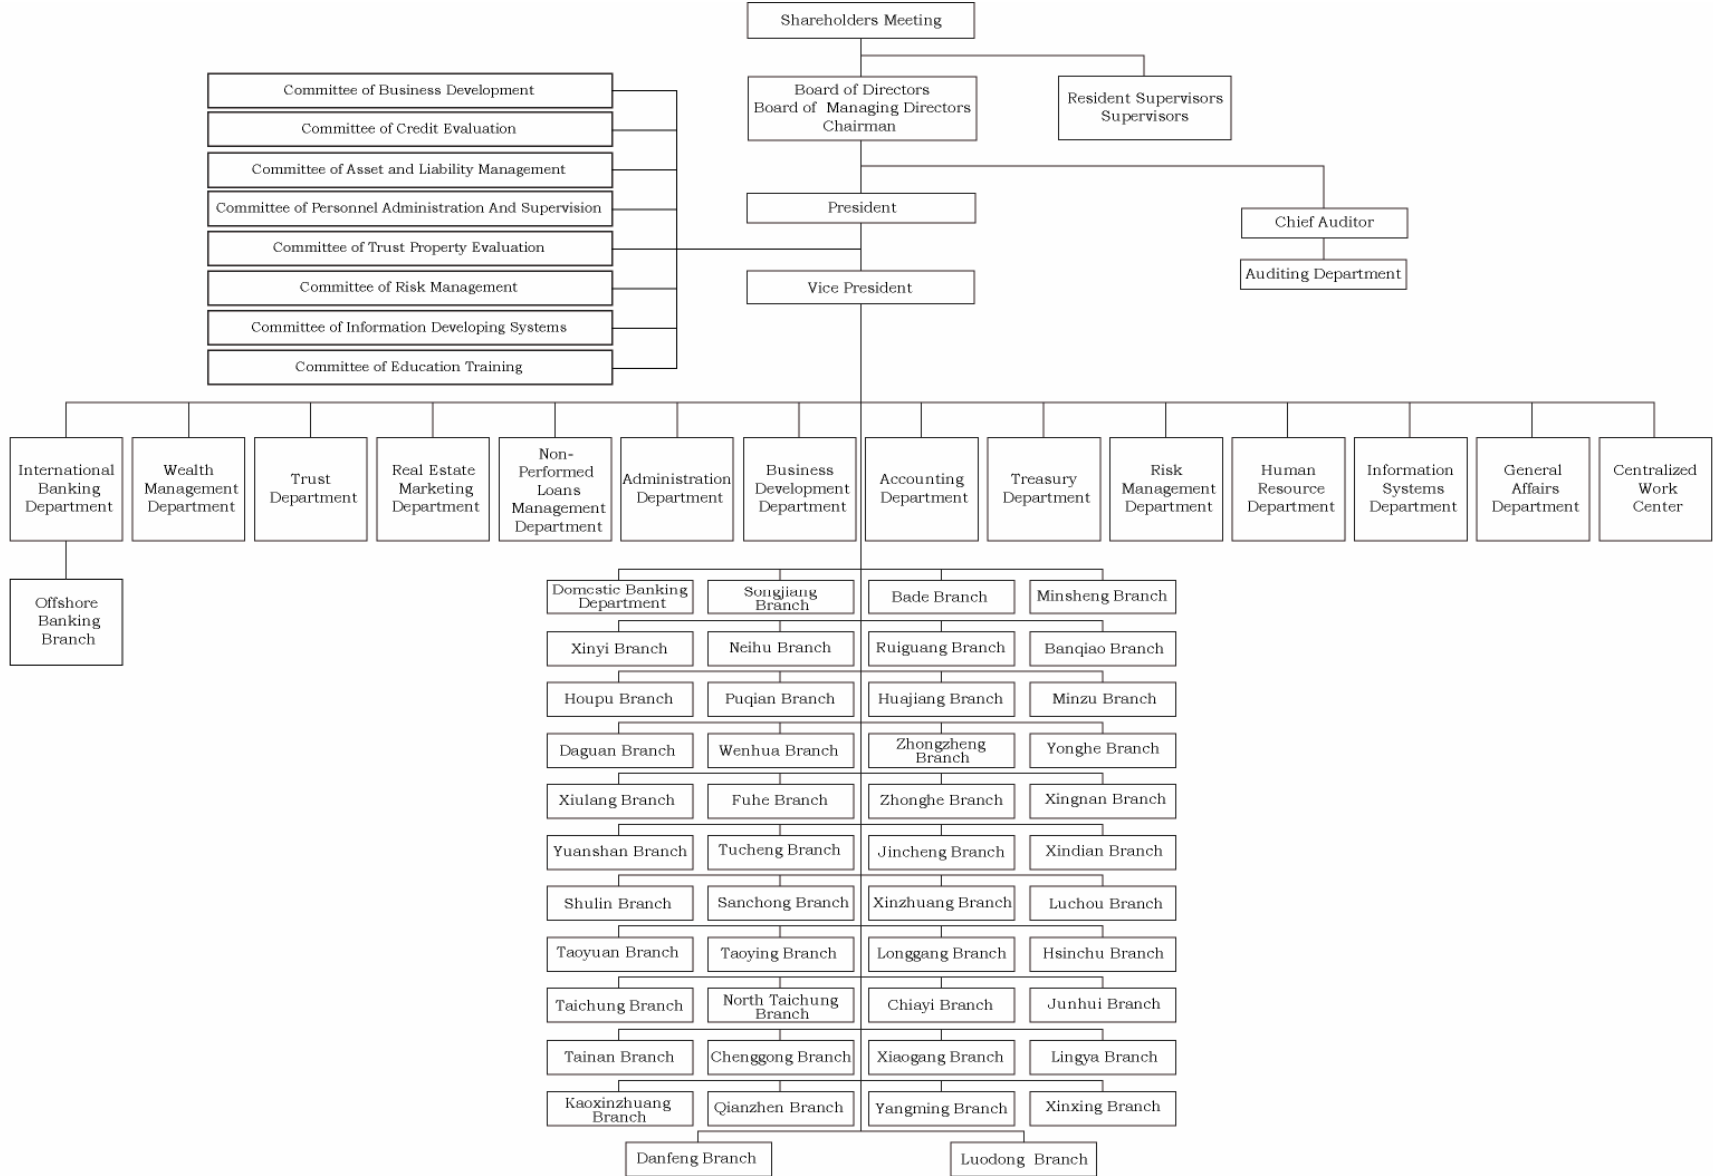 Shareholders Meeting
Board of Directors
Board of Managing Directors
Chairman
Resident Supervisors
Supervisors
Committee of Business Development
Committee of Credit Evaluation
Committee of Asset and Liability Management
Committee of Personnel Administration And Supervision
Committee of Trust Property Evaluation
Committee of Risk Management
Committee of Information Developing Systems
Committee of Education Training
President
Chief Auditor
Auditing Department
Vice President
International
Banking
Department
Wealth
Management
Department
Trust
Department
Real Estate
Marketing
Department
Non-
Performed
Loans
Management
Department
Administration
Department
Business
Development
Department
Accounting
Department
Treasury
Department
Risk
Management
Department
Human
Resource
Department
Information
Systems
Department
General
Affairs
Department
Centralized
Work
Center
Offshore
Banking
Branch
Domestic Banking
Department
Songjiang
Branch
Bade Branch
Minsheng Branch
Xinyi Branch
Neihu Branch
Ruiguang Branch
Banqiao Branch
Houpu Branch
Puqian Branch
Huajiang Branch
Minzu Branch
Daguan Branch
Wenhua Branch
Zhongzheng
Branch
Yonghe Branch
Xiulang Branch
Fuhe Branch
Zhonghe Branch
Xingnan Branch
Yuanshan Branch
Tucheng Branch
Jincheng Branch
Xindian Branch
Shulin Branch
Sanchong Branch
Xinzhuang Branch
Luchou Branch
Taoyuan Branch
Taoying Branch
Longgang Branch
Hsinchu Branch
Taichung Branch
North Taichung
Branch
Chiayi Branch
Junhui Branch
Tainan Branch
Chenggong Branch
Xiaogang Branch
Lingya Branch
Kaoxinzhuang
Branch
Qianzhen Branch
Yangming Branch
Xinxing Branch
Danfeng Branch
Luodong Branch